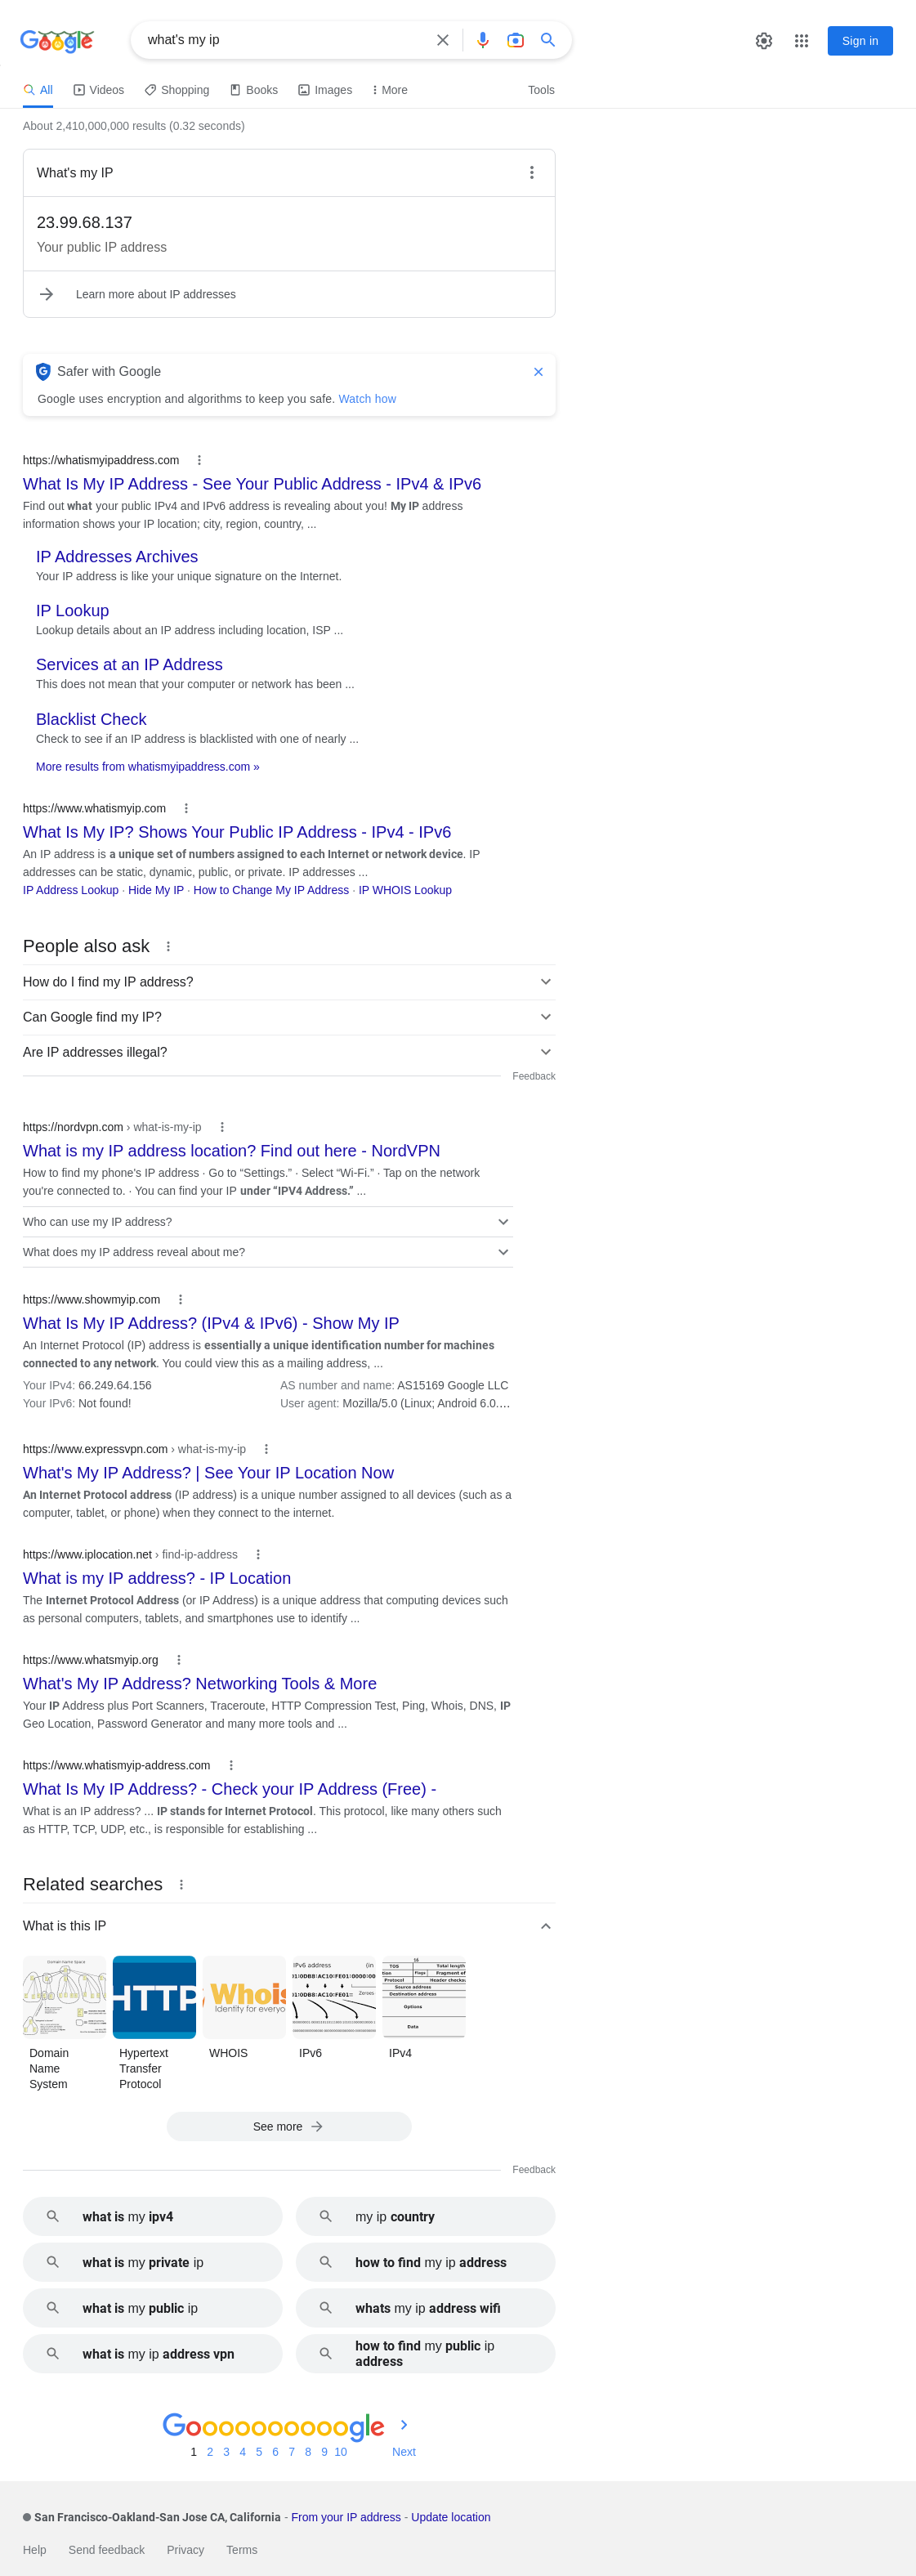 Google
what's my ip
Sign in
All
Videos
Shopping
Books
Images
More
Tools
About 2,410,000,000 results (0.32 seconds)
What's my IP
23.99.68.137
Your public IP address
Learn more about IP addresses
Safer with Google
Google uses encryption and algorithms to keep you safe. Watch how
https://whatismyipaddress.com
What Is My IP Address - See Your Public Address - IPv4 & IPv6
Find out what your public IPv4 and IPv6 address is revealing about you! My IP address
information shows your IP location; city, region, country, ...
IP Addresses Archives
Your IP address is like your unique signature on the Internet.
IP Lookup
Lookup details about an IP address including location, ISP ...
Services at an IP Address
This does not mean that your computer or network has been ...
Blacklist Check
Check to see if an IP address is blacklisted with one of nearly ...
More results from whatismyipaddress.com »
https://www.whatismyip.com
What Is My IP? Shows Your Public IP Address - IPv4 - IPv6
An IP address is a unique set of numbers assigned to each Internet or network device. IP
addresses can be static, dynamic, public, or private. IP addresses ...
IP Address Lookup · Hide My IP · How to Change My IP Address · IP WHOIS Lookup
People also ask
How do I find my IP address?
Can Google find my IP?
Are IP addresses illegal?
Feedback
https://nordvpn.com › what-is-my-ip
What is my IP address location? Find out here - NordVPN
How to find my phone's IP address · Go to “Settings.” · Select “Wi-Fi.” · Tap on the network
you're connected to. · You can find your IP under “IPV4 Address.” ...
Who can use my IP address?
What does my IP address reveal about me?
https://www.showmyip.com
What Is My IP Address? (IPv4 & IPv6) - Show My IP
An Internet Protocol (IP) address is essentially a unique identification number for machines
connected to any network. You could view this as a mailing address, ...
Your IPv4: 66.249.64.156
AS number and name: AS15169 Google LLC
Your IPv6: Not found!
User agent: Mozilla/5.0 (Linux; Android 6.0....
https://www.expressvpn.com › what-is-my-ip
What's My IP Address? | See Your IP Location Now
An Internet Protocol address (IP address) is a unique number assigned to all devices (such as a
computer, tablet, or phone) when they connect to the internet.
https://www.iplocation.net › find-ip-address
What is my IP address? - IP Location
The Internet Protocol Address (or IP Address) is a unique address that computing devices such
as personal computers, tablets, and smartphones use to identify ...
https://www.whatsmyip.org
What's My IP Address? Networking Tools & More
Your IP Address plus Port Scanners, Traceroute, HTTP Compression Test, Ping, Whois, DNS, IP
Geo Location, Password Generator and many more tools and ...
https://www.whatismyip-address.com
What Is My IP Address? - Check your IP Address (Free) -
What is an IP address? ... IP stands for Internet Protocol. This protocol, like many others such
as HTTP, TCP, UDP, etc., is responsible for establishing ...
Related searches
What is this IP
Domain Name Space
HTTP
Whois
Identity for everyo
IPv6 address
(in
Zeroes
16
TOS
Total length
Flags
Fragment of
Protocol
Header checksu
Source address
Destination address
Options
Data
Domain
Name
System
Hypertext
Transfer
Protocol
WHOIS
IPv6
IPv4
See more
Feedback
what is my ipv4
my ip country
what is my private ip
how to find my ip address
what is my public ip
whats my ip address wifi
what is my ip address vpn
how to find my public ip
address
Goooooooooogle
1 2 3 4 5 6 7 8 9 10
Next
San Francisco-Oakland-San Jose CA, California - From your IP address - Update location
Help
Send feedback
Privacy
Terms